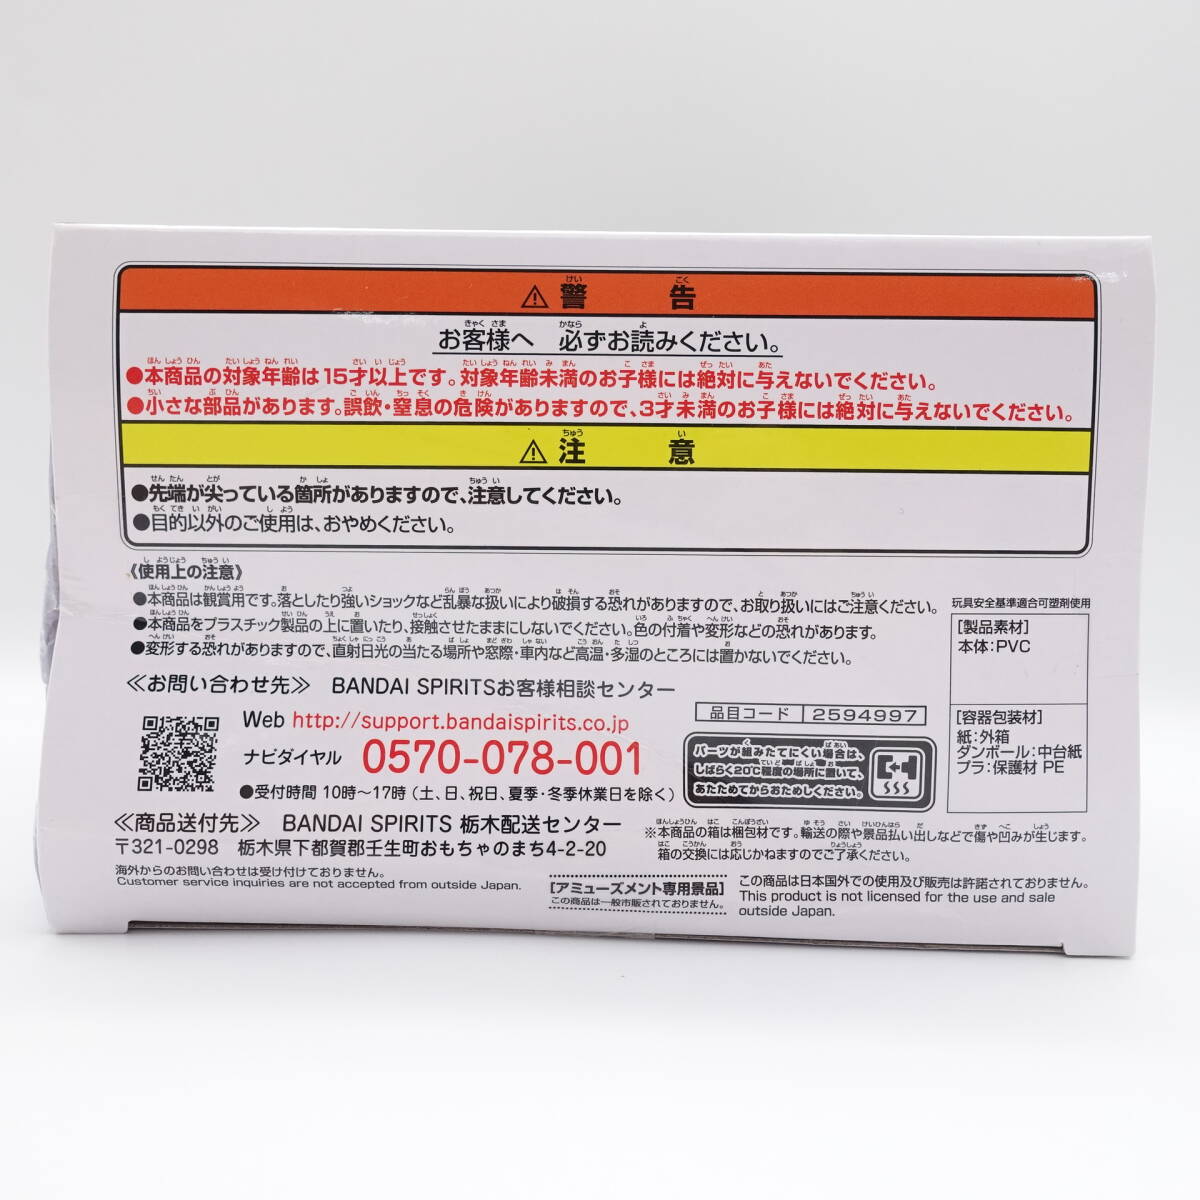 ⚠警告
お客様へ 必ずお読みください。
●本商品の対象年齢は15才以上です。対象年齢未満のお子様には絶対に与えないでください。
●小さな部品があります。誤飲・窒息の危険がありますので、3才未満のお子様には絶対に与えないでください。
⚠注意
●先端が尖っている箇所がありますので、注意してください。
●目的以外のご使用は、おやめください。
《使用上の注意》
●本商品は観賞用です。落としたり強いショックなど乱暴な扱いにより破損する恐れがありますので、お取り扱いにはご注意ください。
●本商品をプラスチック製品の上に置いたり、接触させたままにしないでください。色の付着や変形などの恐れがあります。
●変形する恐れがありますので、直射日光の当たる場所や窓際・車内など高温・多湿のところには置かないでください。
≪お問い合わせ先≫ BANDAI SPIRITSお客様相談センター
Web http://support.bandaispirits.co.jp
ナビダイヤル 0570-078-001
●受付時間 10時〜17時(土、日、祝日、夏季・冬季休業日を除く)
≪商品送付先≫ BANDAI SPIRITS 栃木配送センター
〒321-0298 栃木県下都賀郡壬生町おもちゃのまち4-2-20
海外からのお問い合わせは受け付けておりません。
Customer service inquiries are not accepted from outside Japan.
品目コード 2594997
パーツが組みたてにくい場合は、
しばらく20℃程度の場所に置いて、
あたためてからおためしください。
玩具安全基準適合可塑剤使用
[製品素材]
本体:PVC
[容器包装材]
紙:外箱
ダンボール:中台紙
プラ:保護材 PE
※本商品の箱は梱包材です。輸送の際や景品払い出しなどで傷や凹みが生じます。
箱の交換には応じかねますのでご了承ください。
[アミューズメント専用景品]
この商品は一般市販されておりません。
この商品は日本国外での使用及び販売は許諾されておりません。
This product is not licensed for the use and sale
outside Japan.